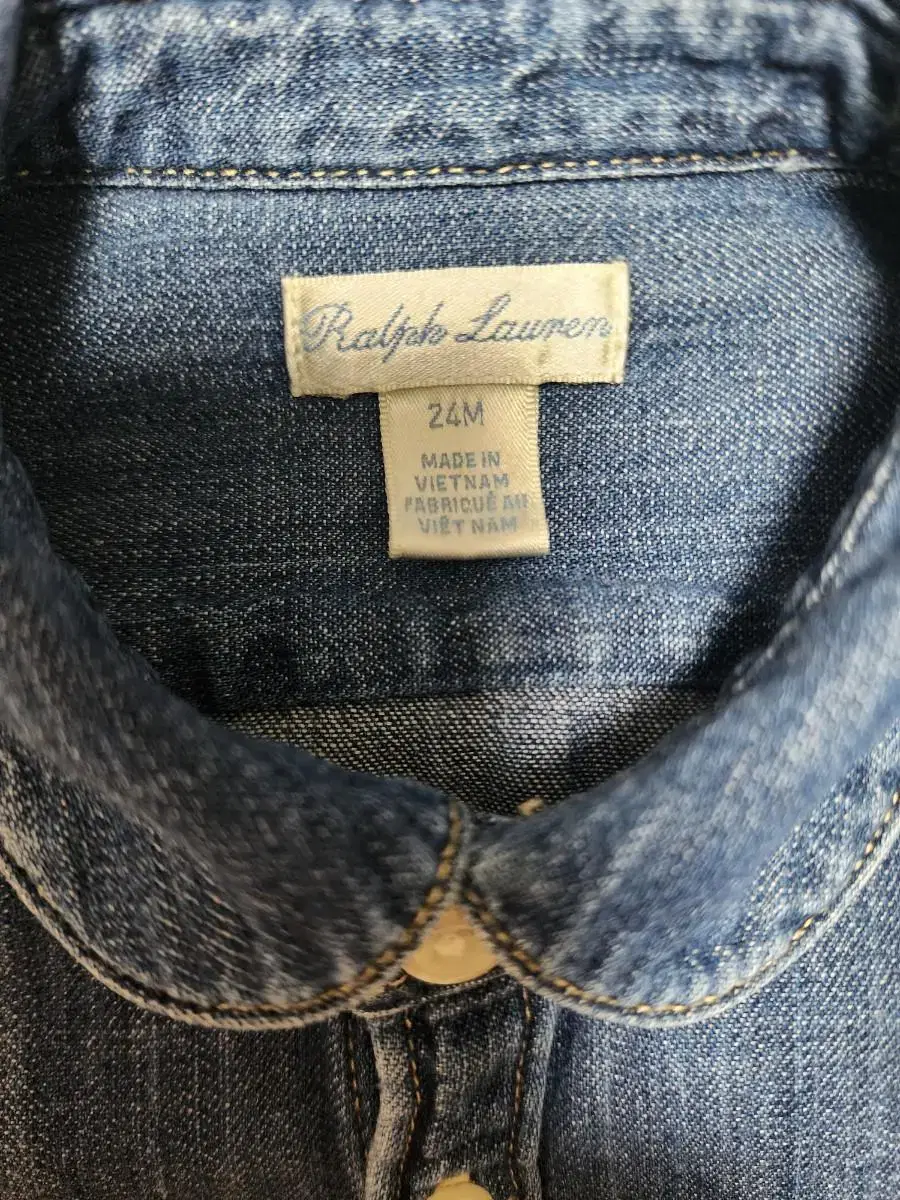 Ralph Lauren
24M
MADE IN
VIETNAM
FABRIQUÉ AU
VIÊT NAM